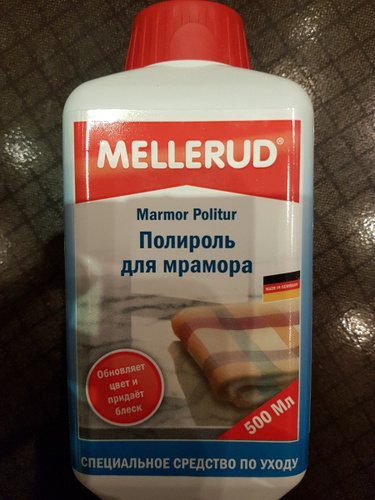 MELLERUD®
Marmor Politur
Полироль
для мрамора
MADE IN GERMANY
Обновляет
цвет и
придаёт
блеск
500 Мл
СПЕЦИАЛЬНОЕ СРЕДСТВО ПО УХОДУ